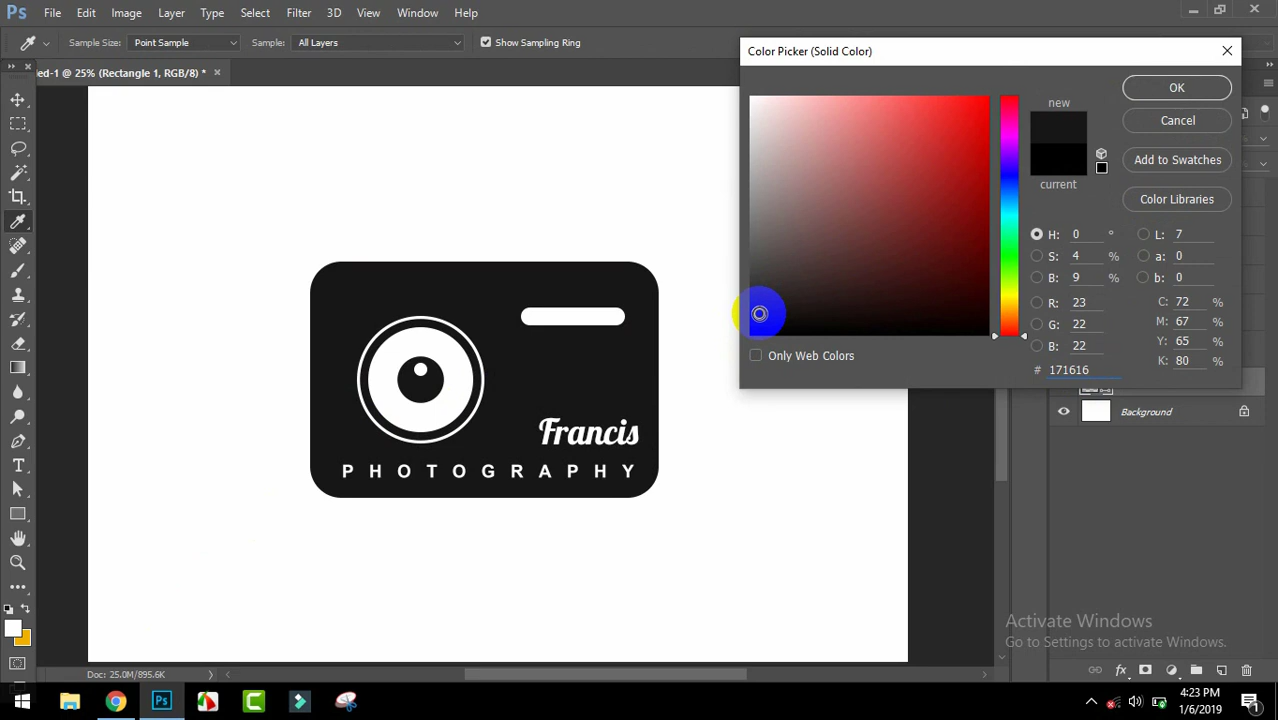 Ps File Edit Image Layer Type Select Filter 3D View Window Help
Sample Size: Point Sample Sample: All Layers Show Sampling Ring
ed-1 @ 25% (Rectangle 1, RGB/8) *
Color Picker (Solid Color)
new
current
OK
Cancel
Add to Swatches
Color Libraries
H: 0 ° L: 7
S: 4 % a: 0
B: 9 % b: 0
R: 23 C: 72 %
G: 22 M: 67 %
B: 22 Y: 65 %
K: 80 %
# 171616
Only Web Colors
Background
Francis
PHOTOGRAPHY
Activate Windows
Go to Settings to activate Windows.
Doc: 25.0M/895.6K
Ps
4:23 PM
1/6/2019
1